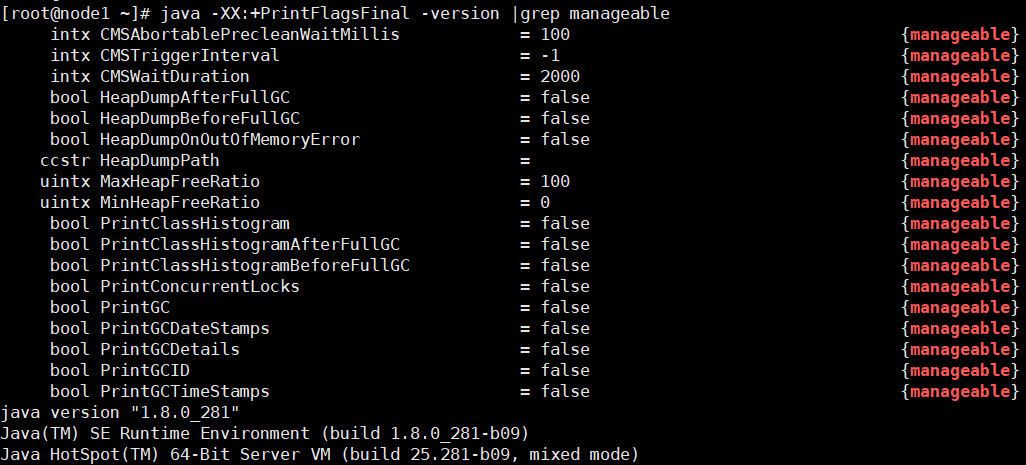 [root@node1 ~]# java -XX:+PrintFlagsFinal -version |grep manageable
intx CMSAbortablePrecleanWaitMillis = 100 {manageable}
intx CMSTriggerInterval = -1 {manageable}
intx CMSWaitDuration = 2000 {manageable}
bool HeapDumpAfterFullGC = false {manageable}
bool HeapDumpBeforeFullGC = false {manageable}
bool HeapDumpOnOutOfMemoryError = false {manageable}
ccstr HeapDumpPath = {manageable}
uintx MaxHeapFreeRatio = 100 {manageable}
uintx MinHeapFreeRatio = 0 {manageable}
bool PrintClassHistogram = false {manageable}
bool PrintClassHistogramAfterFullGC = false {manageable}
bool PrintClassHistogramBeforeFullGC = false {manageable}
bool PrintConcurrentLocks = false {manageable}
bool PrintGC = false {manageable}
bool PrintGCDateStamps = false {manageable}
bool PrintGCDetails = false {manageable}
bool PrintGCID = false {manageable}
bool PrintGCTimeStamps = false {manageable}
java version "1.8.0_281"
Java(TM) SE Runtime Environment (build 1.8.0_281-b09)
Java HotSpot(TM) 64-Bit Server VM (build 25.281-b09, mixed mode)